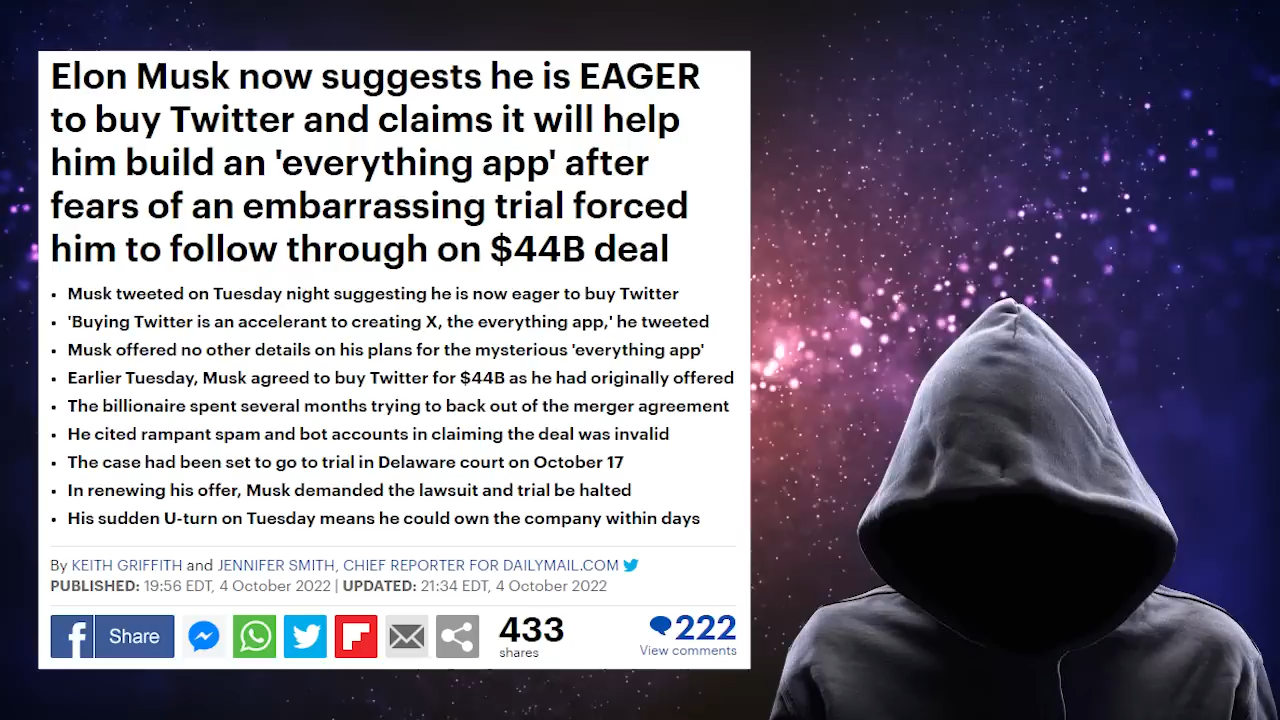 Elon Musk now suggests he is EAGER
to buy Twitter and claims it will help
him build an 'everything app' after
fears of an embarrassing trial forced
him to follow through on $44B deal
• Musk tweeted on Tuesday night suggesting he is now eager to buy Twitter
• 'Buying Twitter is an accelerant to creating X, the everything app,' he tweeted
• Musk offered no other details on his plans for the mysterious 'everything app'
• Earlier Tuesday, Musk agreed to buy Twitter for $44B as he had originally offered
• The billionaire spent several months trying to back out of the merger agreement
• He cited rampant spam and bot accounts in claiming the deal was invalid
• The case had been set to go to trial in Delaware court on October 17
• In renewing his offer, Musk demanded the lawsuit and trial be halted
• His sudden U-turn on Tuesday means he could own the company within days
By KEITH GRIFFITH and JENNIFER SMITH, CHIEF REPORTER FOR DAILYMAIL.COM
PUBLISHED: 19:56 EDT, 4 October 2022 | UPDATED: 21:34 EDT, 4 October 2022
f Share
433
shares
222
View comments